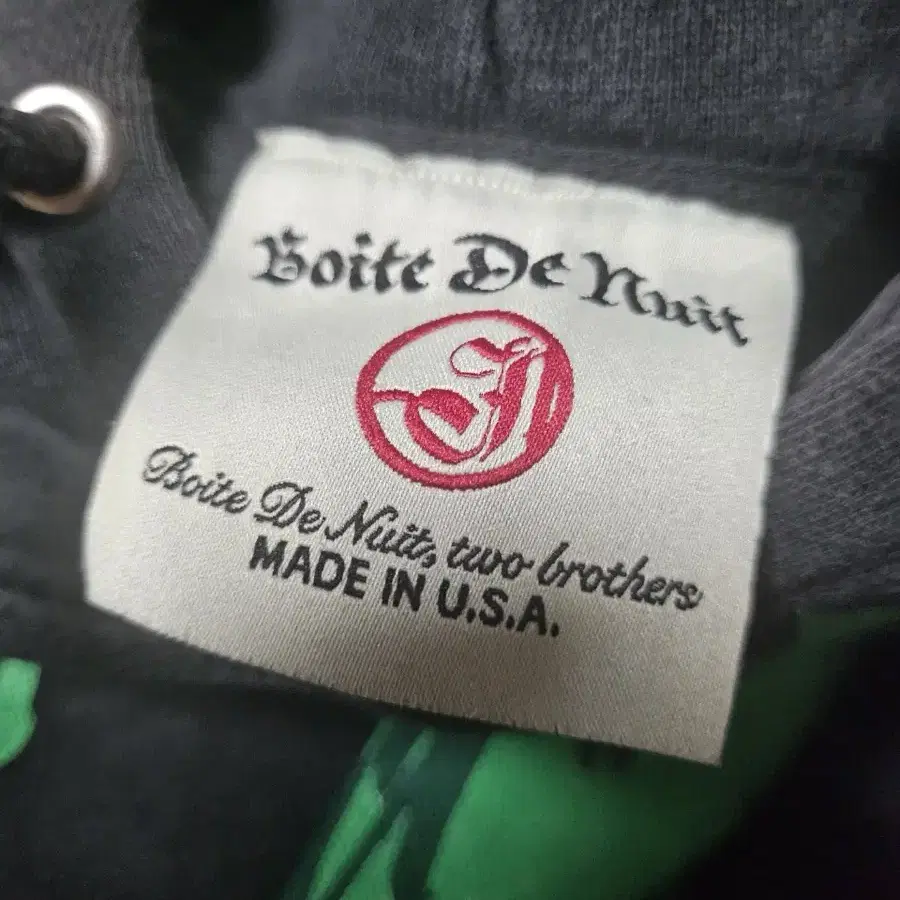 Boite De Nuit
Boite De Nuit, two brothers
MADE IN U.S.A.